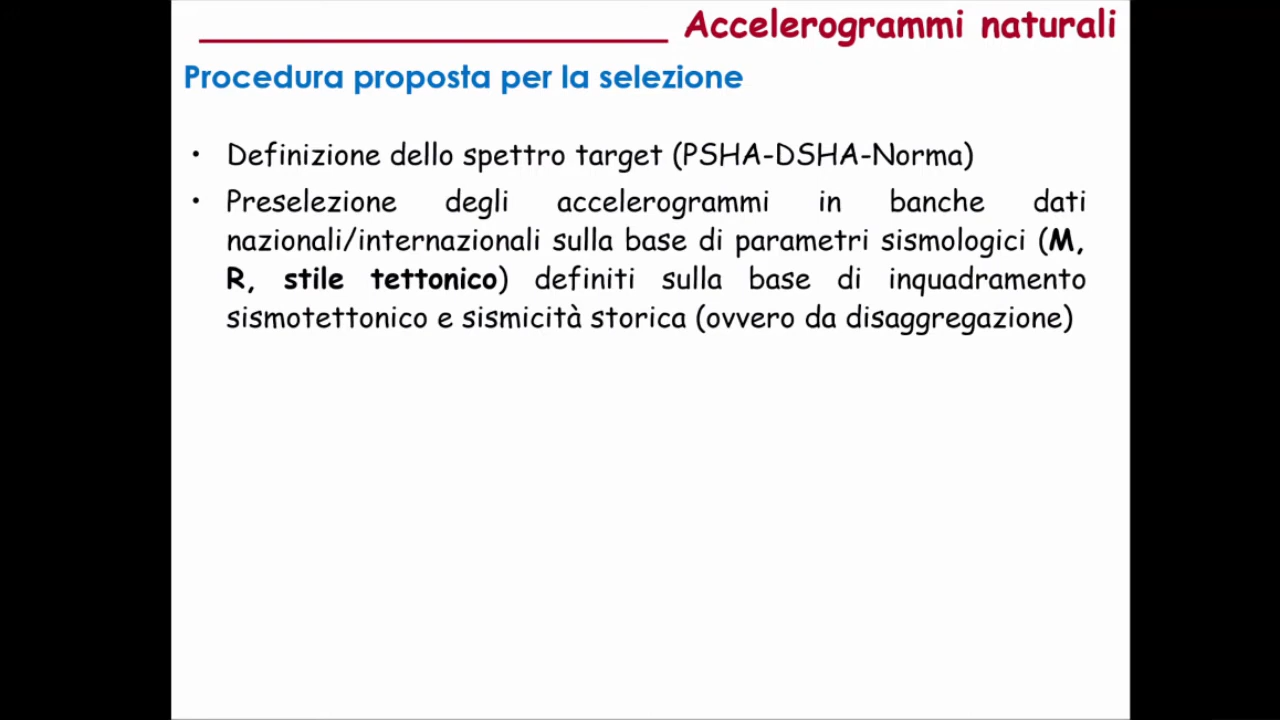 Accelerogrammi naturali
Procedura proposta per la selezione
• Definizione dello spettro target (PSHA-DSHA-Norma)
• Preselezione degli accelerogrammi in banche dati
nazionali/internazionali sulla base di parametri sismologici (M,
R, stile tettonico) definiti sulla base di inquadramento
sismotettonico e sismicità storica (ovvero da disaggregazione)